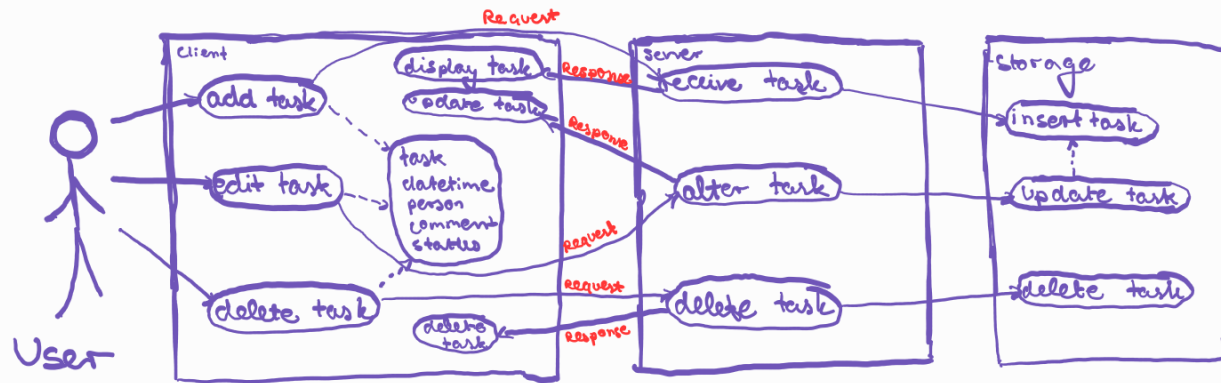 Request
Client
Server
Storage
display task
Response
receive task
add task
update task
insert task
Response
task
datetime
person
comment
status
edit task
alter task
update task
Request
delete task
Request
delete task
delete task
delete
task
Response
User